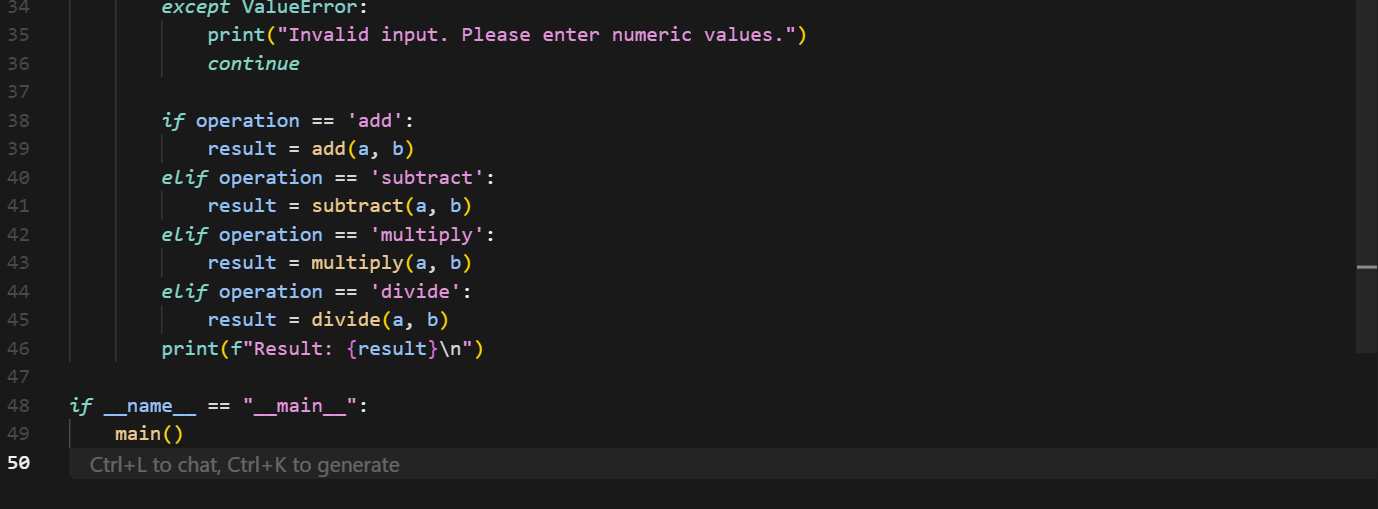 34 except ValueError:
35 print("Invalid input. Please enter numeric values.")
36 continue
37
38 if operation == 'add':
39 result = add(a, b)
40 elif operation == 'subtract':
41 result = subtract(a, b)
42 elif operation == 'multiply':
43 result = multiply(a, b)
44 elif operation == 'divide':
45 result = divide(a, b)
46 print(f"Result: {result}\n")
47
48 if __name__ == "__main__":
49 main()
50 Ctrl+L to chat, Ctrl+K to generate